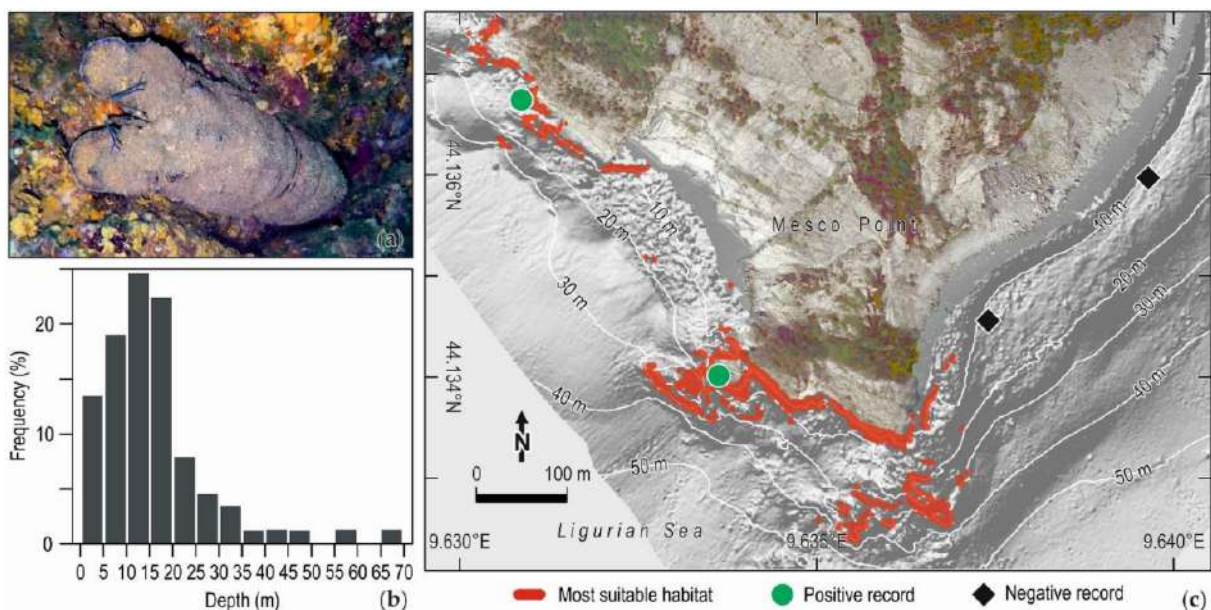 (a)
Frequency (%)
20
10
0
0 5 10 15 20 25 30 35 40 45 50 55 60 65 70
Depth (m)
(b)
(c)
44.136°N
44.134°N
Mesco Point
10 m
20 m
30 m
40 m
50 m
10 m
20 m
30 m
40 m
50 m
N
0 100 m
Ligurian Sea
9.630°E
9.635°E
9.640°E
Most suitable habitat
Positive record
Negative record